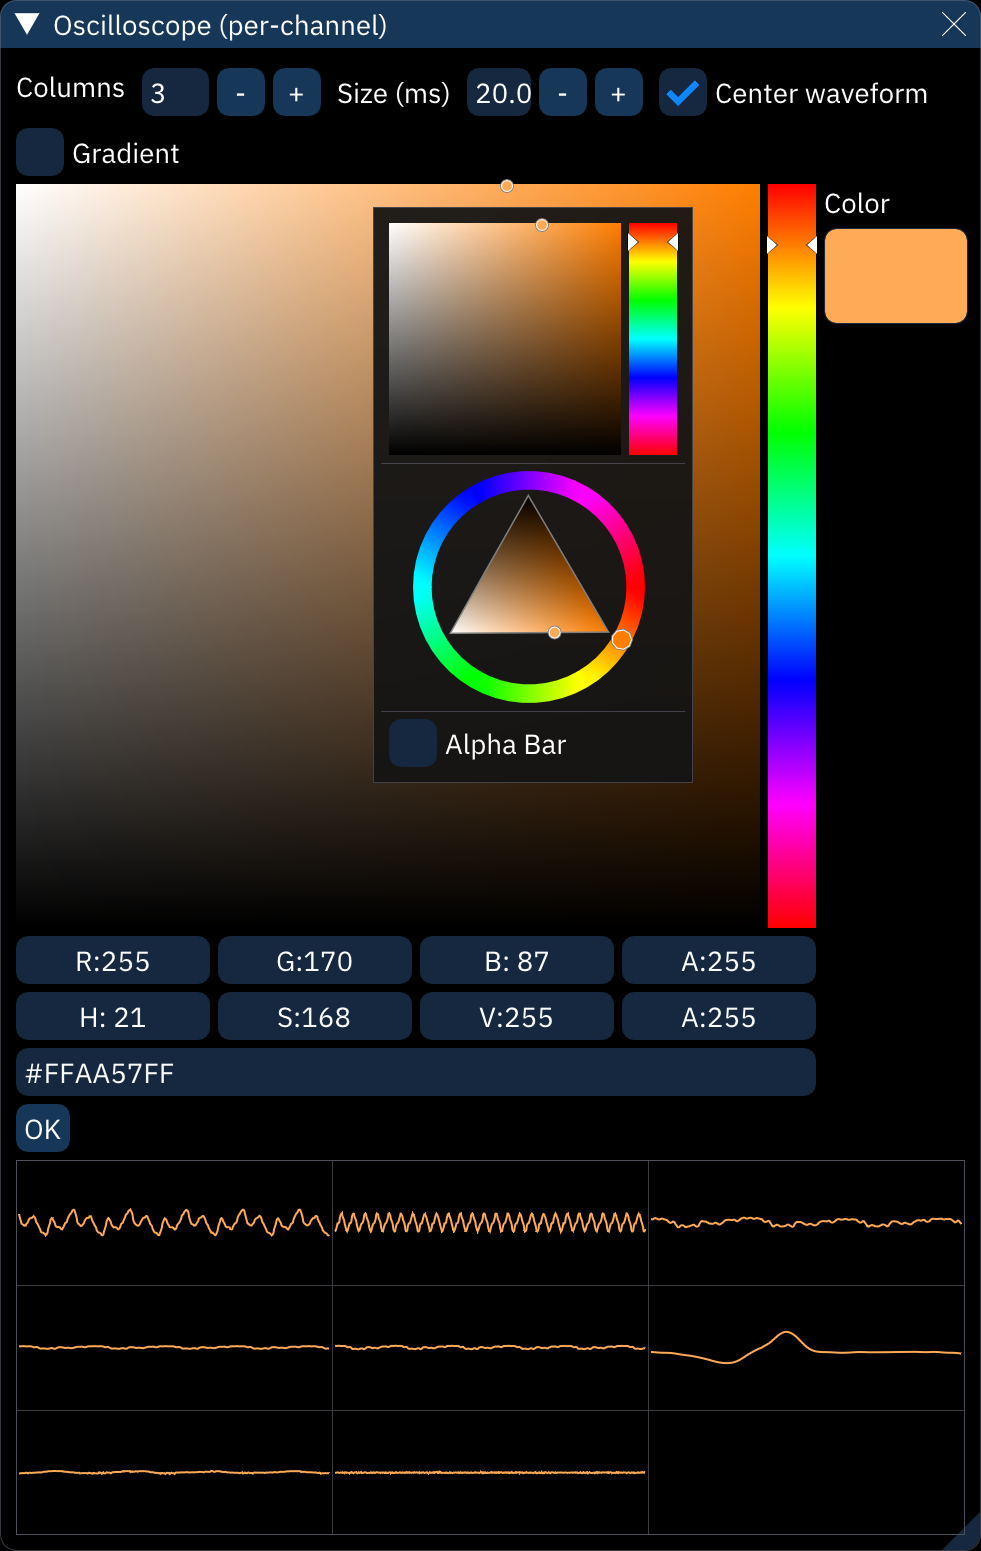 Oscilloscope (per-channel)
Columns 3 - + Size (ms) 20.0 - + Center waveform
Gradient
Color
Alpha Bar
R:255 G:170 B: 87 A:255
H: 21 S:168 V:255 A:255
#FFAA57FF
OK